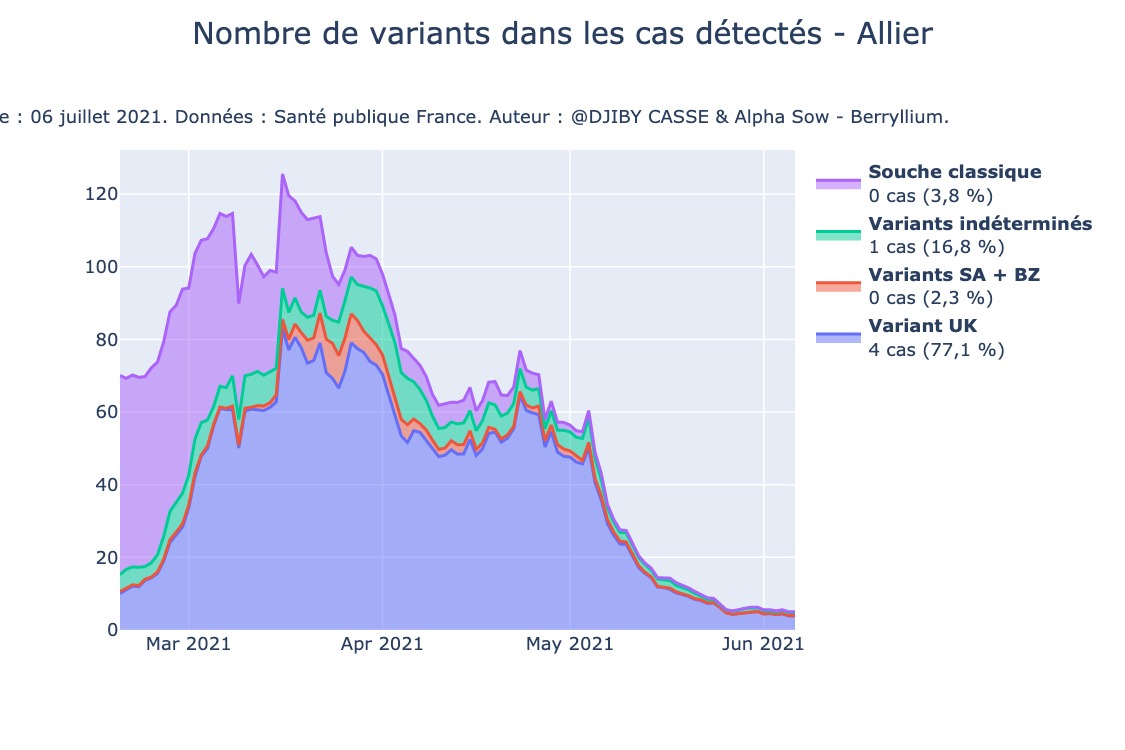 Nombre de variants dans les cas détectés - Allier
e : 06 juillet 2021. Données : Santé publique France. Auteur : @DJIBY CASSE & Alpha Sow - Berryllium.
Souche classique
0 cas (3,8 %)
Variants indéterminés
1 cas (16,8 %)
Variants SA + BZ
0 cas (2,3 %)
Variant UK
4 cas (77,1 %)
120
100
80
60
40
20
0
Mar 2021 Apr 2021 May 2021 Jun 2021